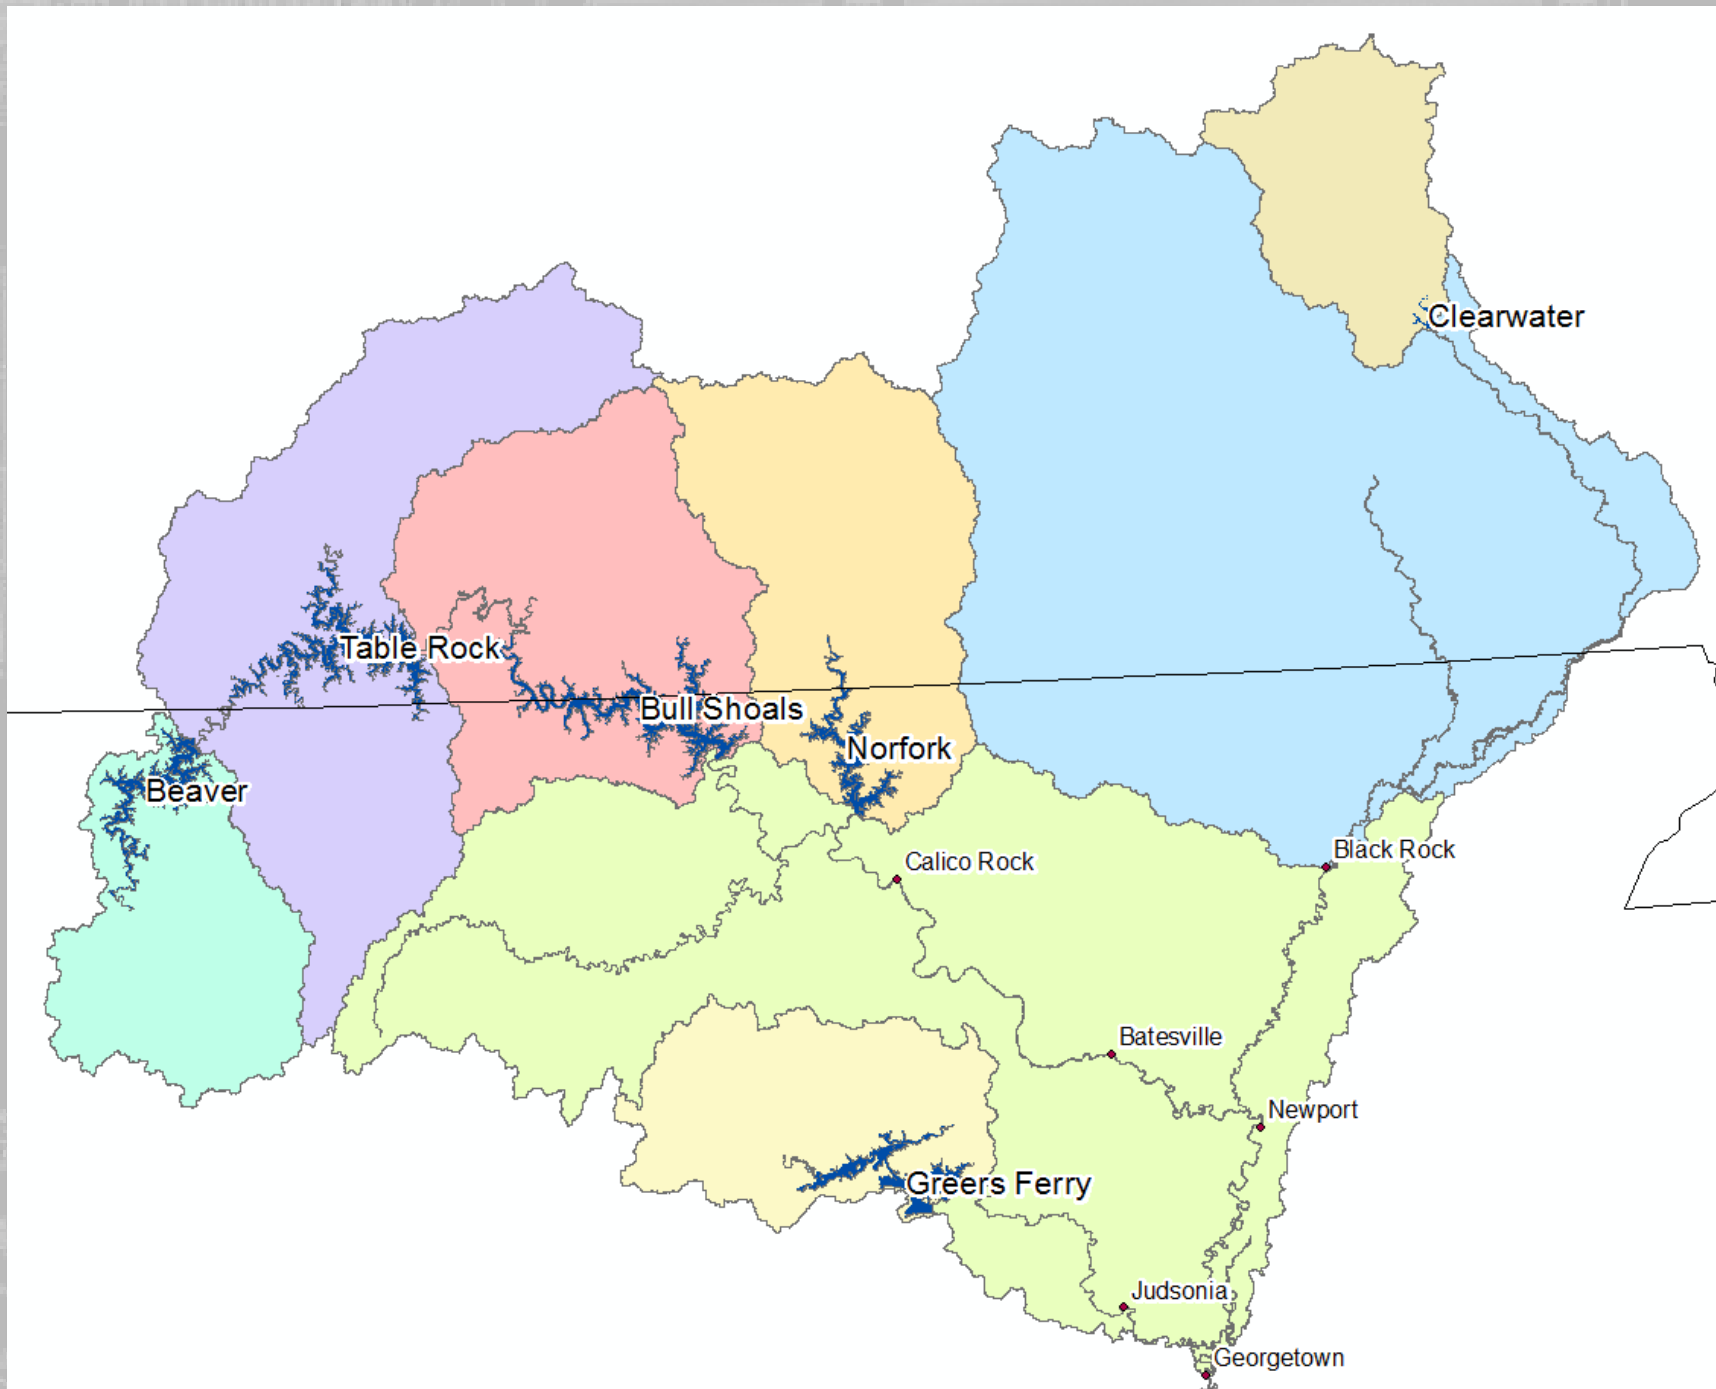 Clearwater
Table Rock
Bull Shoals
Norfork
Beaver
Black Rock
Calico Rock
Batesville
Newport
Greers Ferry
Judsonia
Georgetown